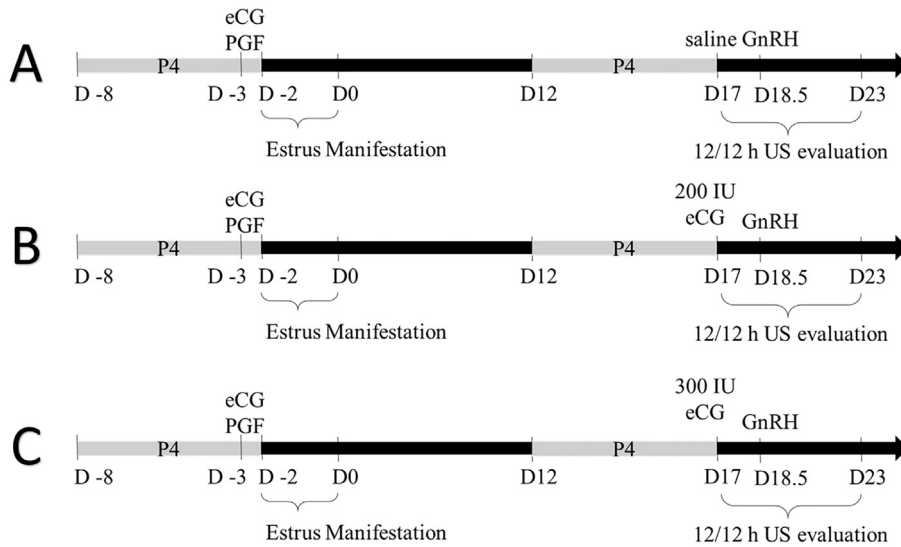 eCG
PGF
saline GnRH
A
P4
P4
D -8
D -3
D -2
D0
D12
D17
D18.5
D23
Estrus Manifestation
12/12 h US evaluation
eCG
PGF
200 IU
eCG
GnRH
B
P4
P4
D -8
D -3
D -2
D0
D12
D17
D18.5
D23
Estrus Manifestation
12/12 h US evaluation
eCG
PGF
300 IU
eCG
GnRH
C
P4
P4
D -8
D -3
D -2
D0
D12
D17
D18.5
D23
Estrus Manifestation
12/12 h US evaluation